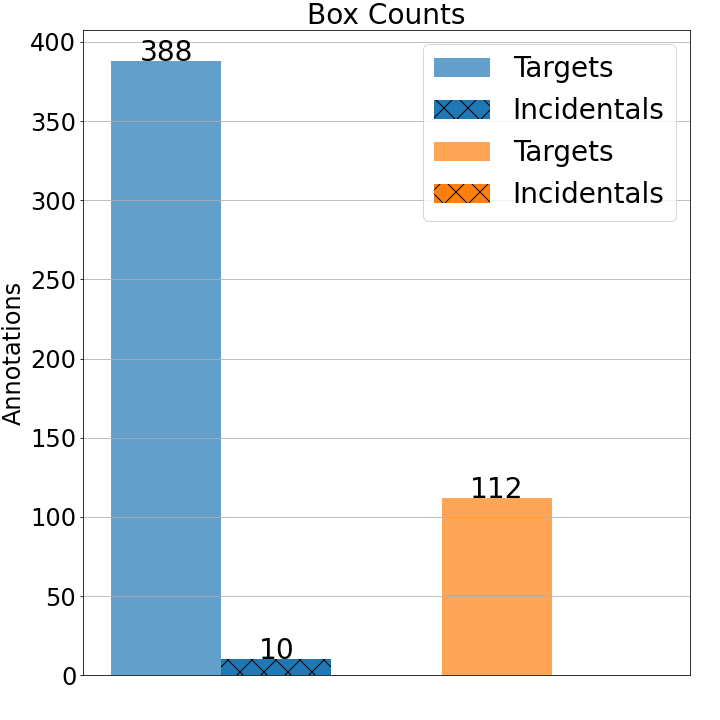 Box Counts
400
350
300
250
200
150
100
50
0
Annotations
388
10
112
Targets
Incidentals
Targets
Incidentals